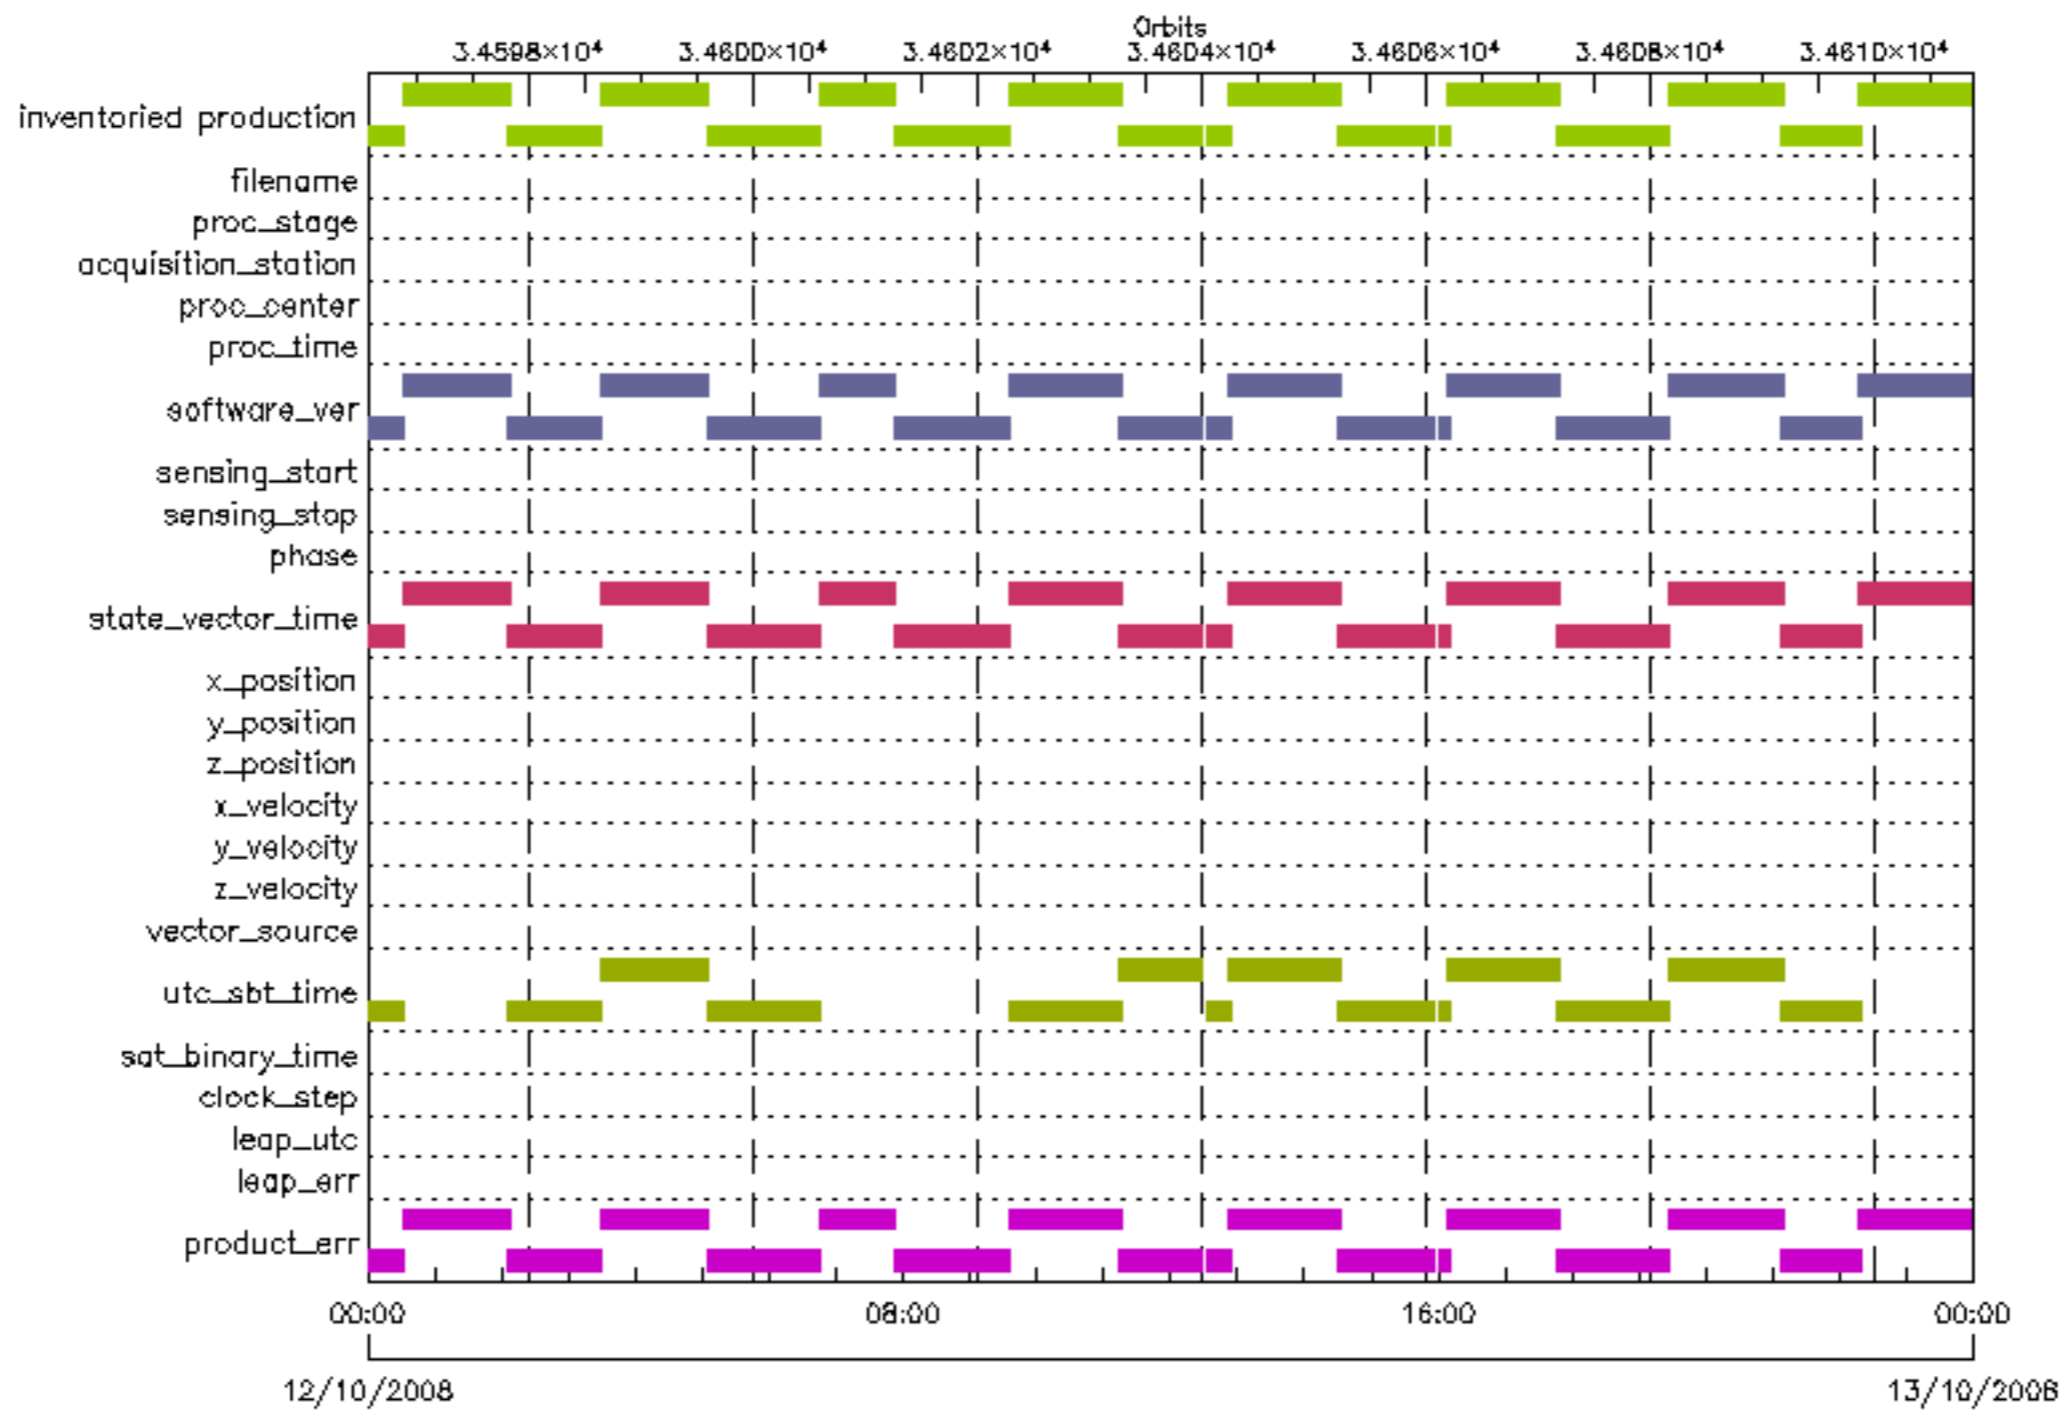 Orbits
3.4598×10⁴ 3.4600×10⁴ 3.4602×10⁴ 3.4604×10⁴ 3.4606×10⁴ 3.4608×10⁴ 3.4610×10⁴
inventoried production
filename
proc_stage
acquisition_station
proc_center
proc_time
software_ver
sensing_start
sensing_stop
phase
state_vector_time
x_position
y_position
z_position
x_velocity
y_velocity
z_velocity
vector_source
utc_sbt_time
sat_binary_time
clock_step
leap_utc
leap_err
product_err
00:00 08:00 16:00 00:00
12/10/2008 13/10/2008